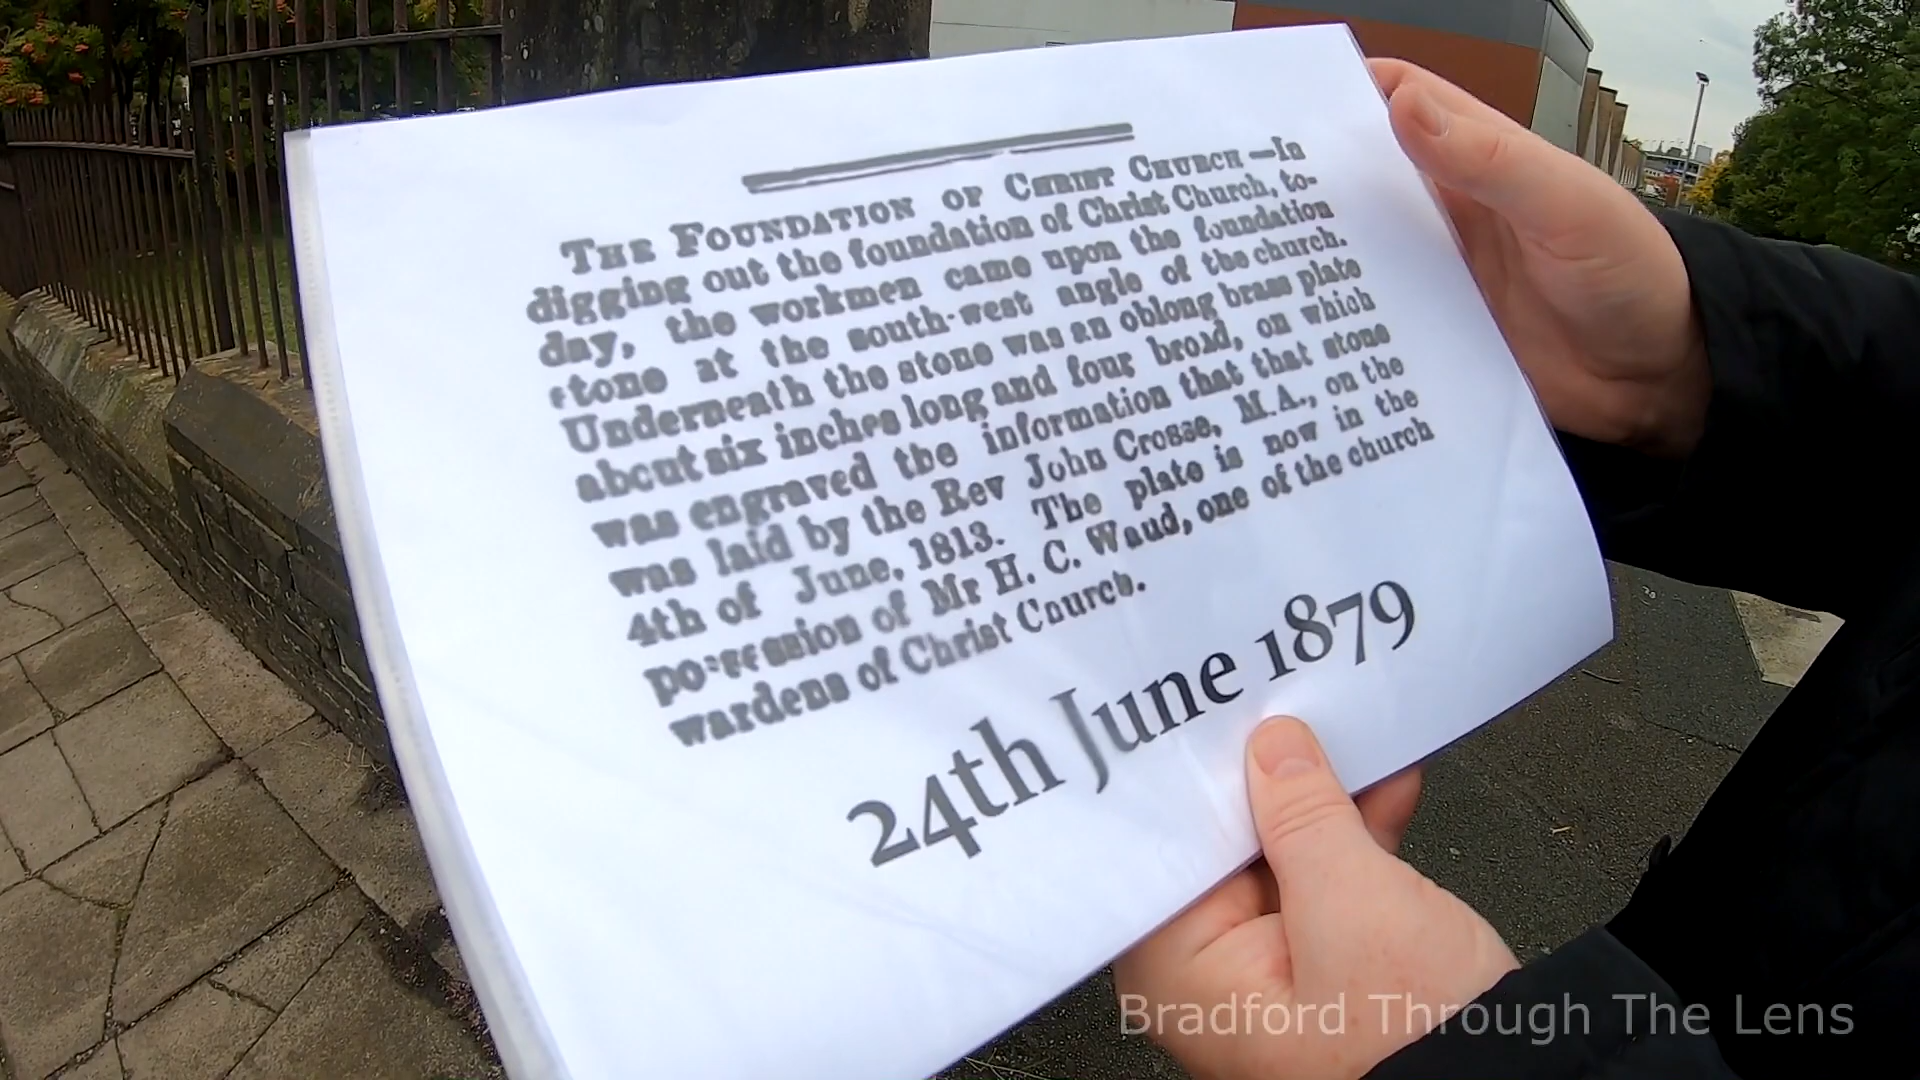 THE FOUNDATION OF CHRIST CHURCH —In
digging out the foundation of Christ Church, to-
day, the workmen came upon the foundation
stone at the south-west angle of the church.
Underneath the stone was an oblong brass plate
about six inches long and four broad, on which
was engraved the information that that stone
was laid by the Rev John Crosse, M.A., on the
4th of June, 1813. The plate is now in the
possession of Mr H. C. Waud, one of the church
wardens of Christ Church.
24th June 1879
Bradford Through The Lens